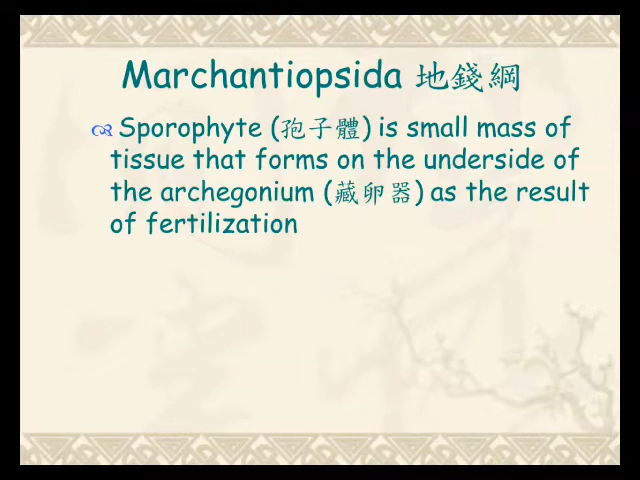 Marchantiopsida 地錢綱
Sporophyte (孢子體) is small mass of
tissue that forms on the underside of
the archegonium (藏卵器) as the result
of fertilization